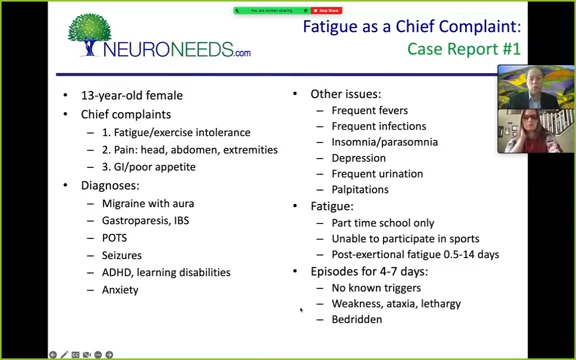 You are screen sharing
Stop Share
NEURONEEDS.com
Fatigue as a Chief Complaint:
Case Report #1
• 13-year-old female
• Chief complaints
– 1. Fatigue/exercise intolerance
– 2. Pain: head, abdomen, extremities
– 3. GI/poor appetite
• Diagnoses:
– Migraine with aura
– Gastroparesis, IBS
– POTS
– Seizures
– ADHD, learning disabilities
– Anxiety
• Other issues:
– Frequent fevers
– Frequent infections
– Insomnia/parasomnia
– Depression
– Frequent urination
– Palpitations
• Fatigue:
– Part time school only
– Unable to participate in sports
– Post-exertional fatigue 0.5-14 days
• Episodes for 4-7 days:
– No known triggers
– Weakness, ataxia, lethargy
– Bedridden